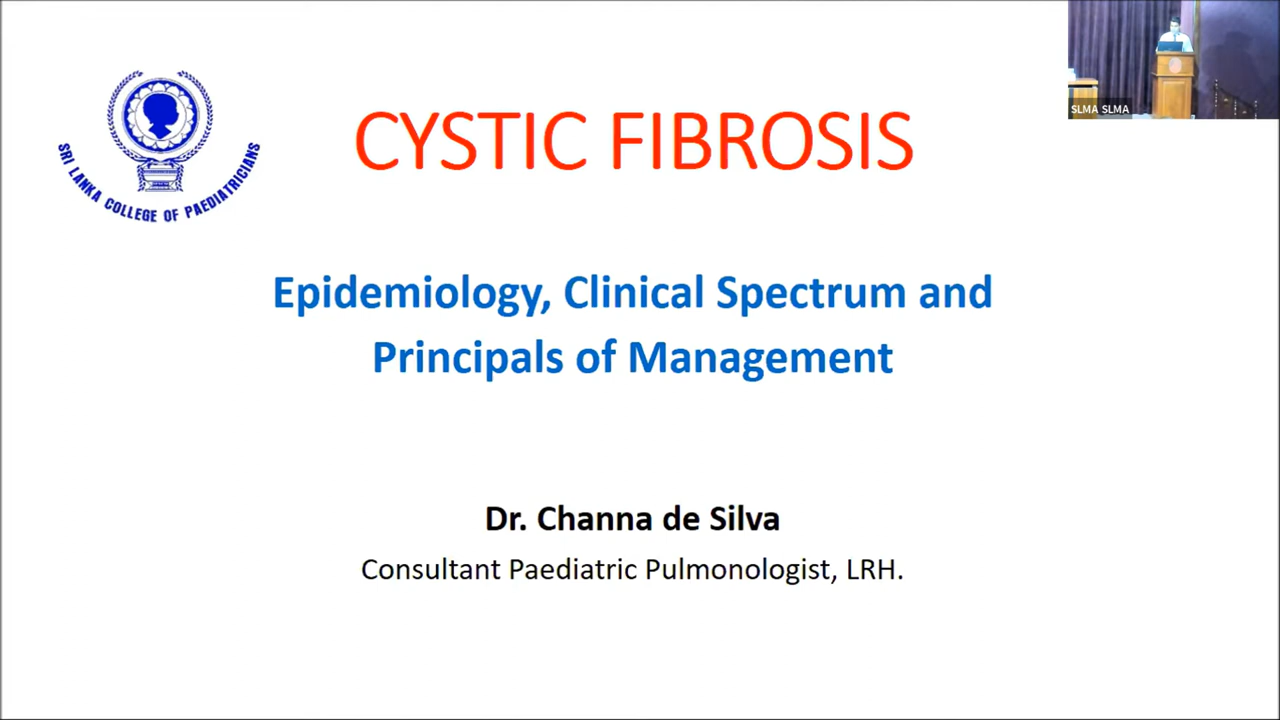 SRI LANKA COLLEGE OF PAEDIATRICIANS
CYSTIC FIBROSIS
SLMA SLMA
Epidemiology, Clinical Spectrum and
Principals of Management
Dr. Channa de Silva
Consultant Paediatric Pulmonologist, LRH.